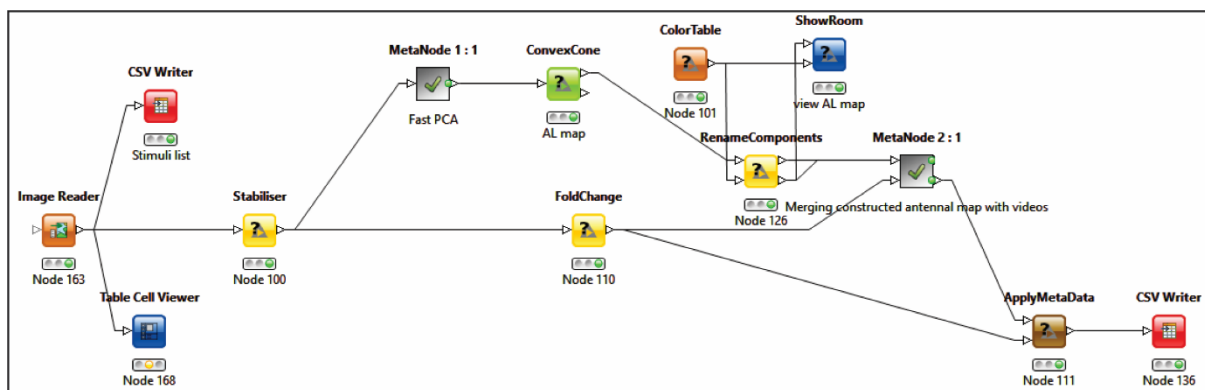 ShowRoom
ColorTable
MetaNode 1 : 1
ConvexCone
CSV Writer
view AL map
Node 101
Fast PCA
AL map
RenameComponents
MetaNode 2 : 1
Stimuli list
Image Reader
Stabiliser
FoldChange
Node 126
Merging constructed antennal map with videos
Node 163
Node 100
Node 110
Table Cell Viewer
ApplyMetaData
CSV Writer
Node 168
Node 111
Node 136